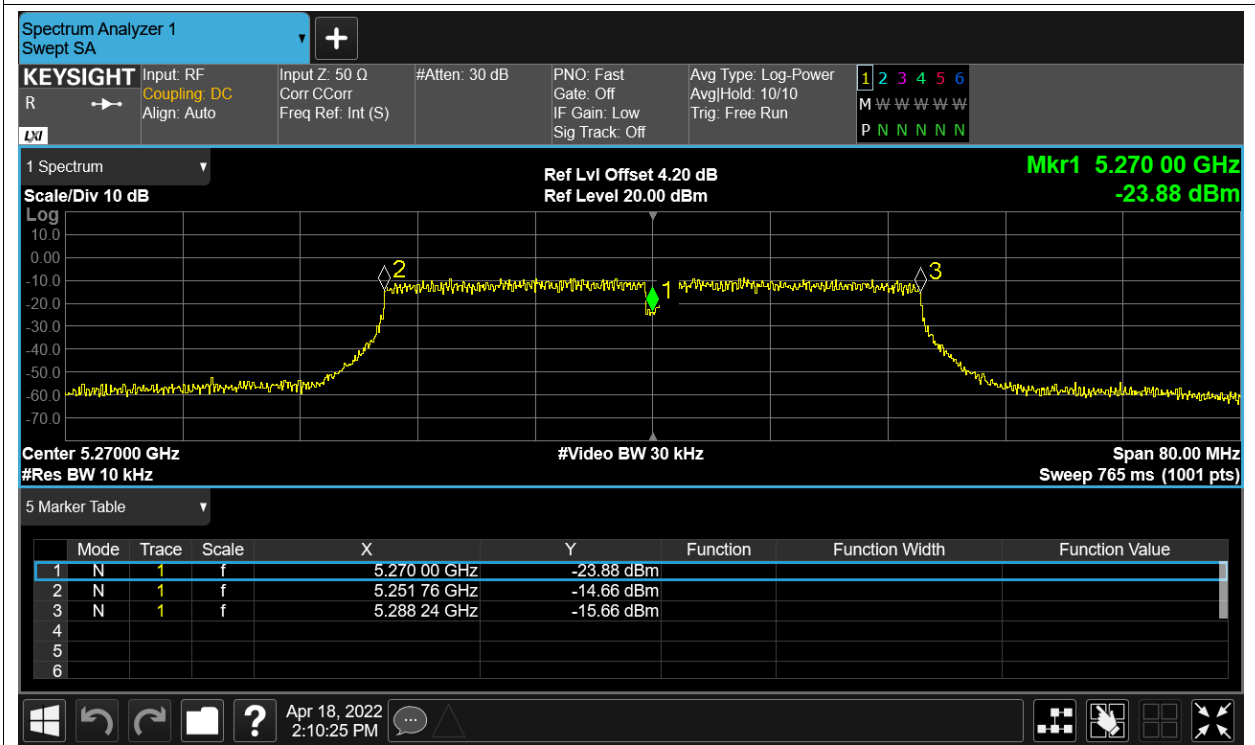 Spectrum Analyzer 1
Swept SA
KEYSIGHT
R
LXI
Input: RF
Coupling: DC
Align: Auto
Input Z: 50 Ω
Corr CCorr
Freq Ref: Int (S)
#Atten: 30 dB
PNO: Fast
Gate: Off
IF Gain: Low
Sig Track: Off
Avg Type: Log-Power
Avg|Hold: 10/10
Trig: Free Run
1 2 3 4 5 6
M W W W W W
P N N N N N
1 Spectrum
Scale/Div 10 dB
Ref Lvl Offset 4.20 dB
Ref Level 20.00 dBm
Mkr1 5.270 00 GHz
-23.88 dBm
Log
10.0
0.00
-10.0
-20.0
-30.0
-40.0
-50.0
-60.0
-70.0
2
1
3
Center 5.27000 GHz
#Res BW 10 kHz
#Video BW 30 kHz
Span 80.00 MHz
Sweep 765 ms (1001 pts)
5 Marker Table
Mode Trace Scale X Y Function Function Width Function Value
1 N 1 f 5.270 00 GHz -23.88 dBm
2 N 1 f 5.251 76 GHz -14.66 dBm
3 N 1 f 5.288 24 GHz -15.66 dBm
4
5
6
?
Apr 18, 2022
2:10:25 PM